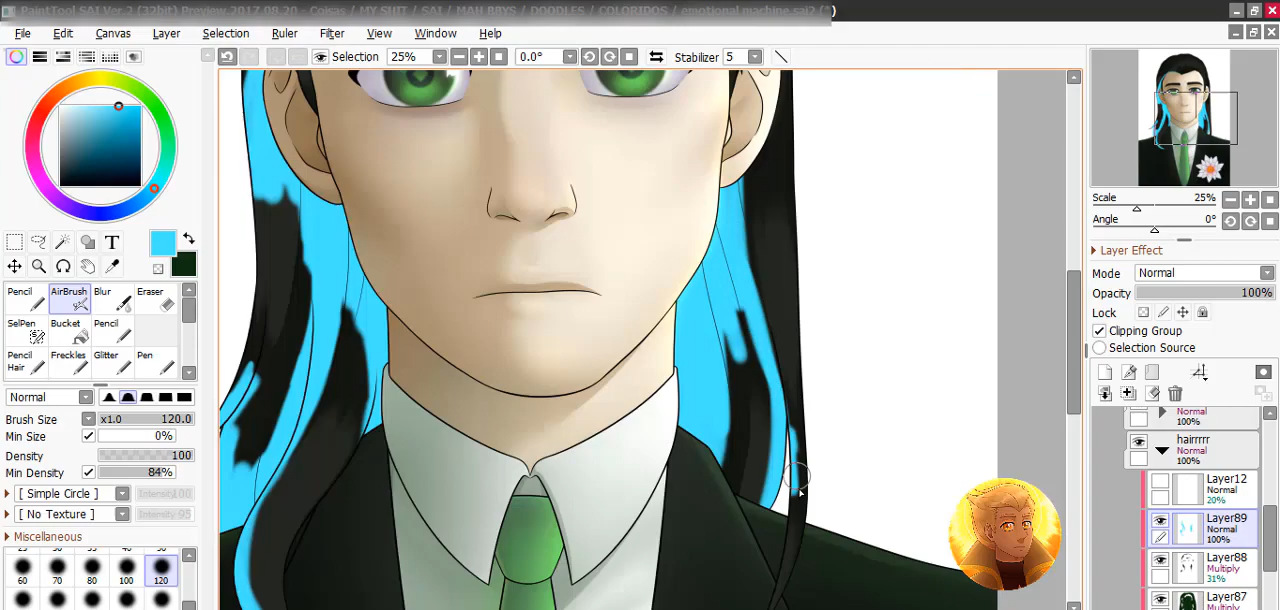 PaintTool SAI Ver.2 (32bit) Preview.2017.08.20 - Coisas / MY SHIT / SAI / MAH B8YS / DOODLES / COLORIDOS / emotional machine.sai2 (*)
File Edit Canvas Layer Selection Ruler Filter View Window Help
Selection 25% 0.0° Stabilizer 5
Scale 25%
Angle 0°
Layer Effect
Mode Normal
Opacity 100%
Lock
Clipping Group
Selection Source
T
Pencil AirBrush Blur Eraser
SelPen Bucket Pencil
Pencil Hair Freckles Glitter Pen
Normal
Brush Size x1.0 120.0
Min Size 0%
Density 100
Min Density 84%
[ Simple Circle ] Intensity
[ No Texture ] Intensity 95
Miscellaneous
60 70 80 100 120
Normal
100%
hairrrrr
Normal
100%
Layer12
Normal
20%
Layer89
Normal
100%
Layer88
Multiply
31%
Layer87
Multiply